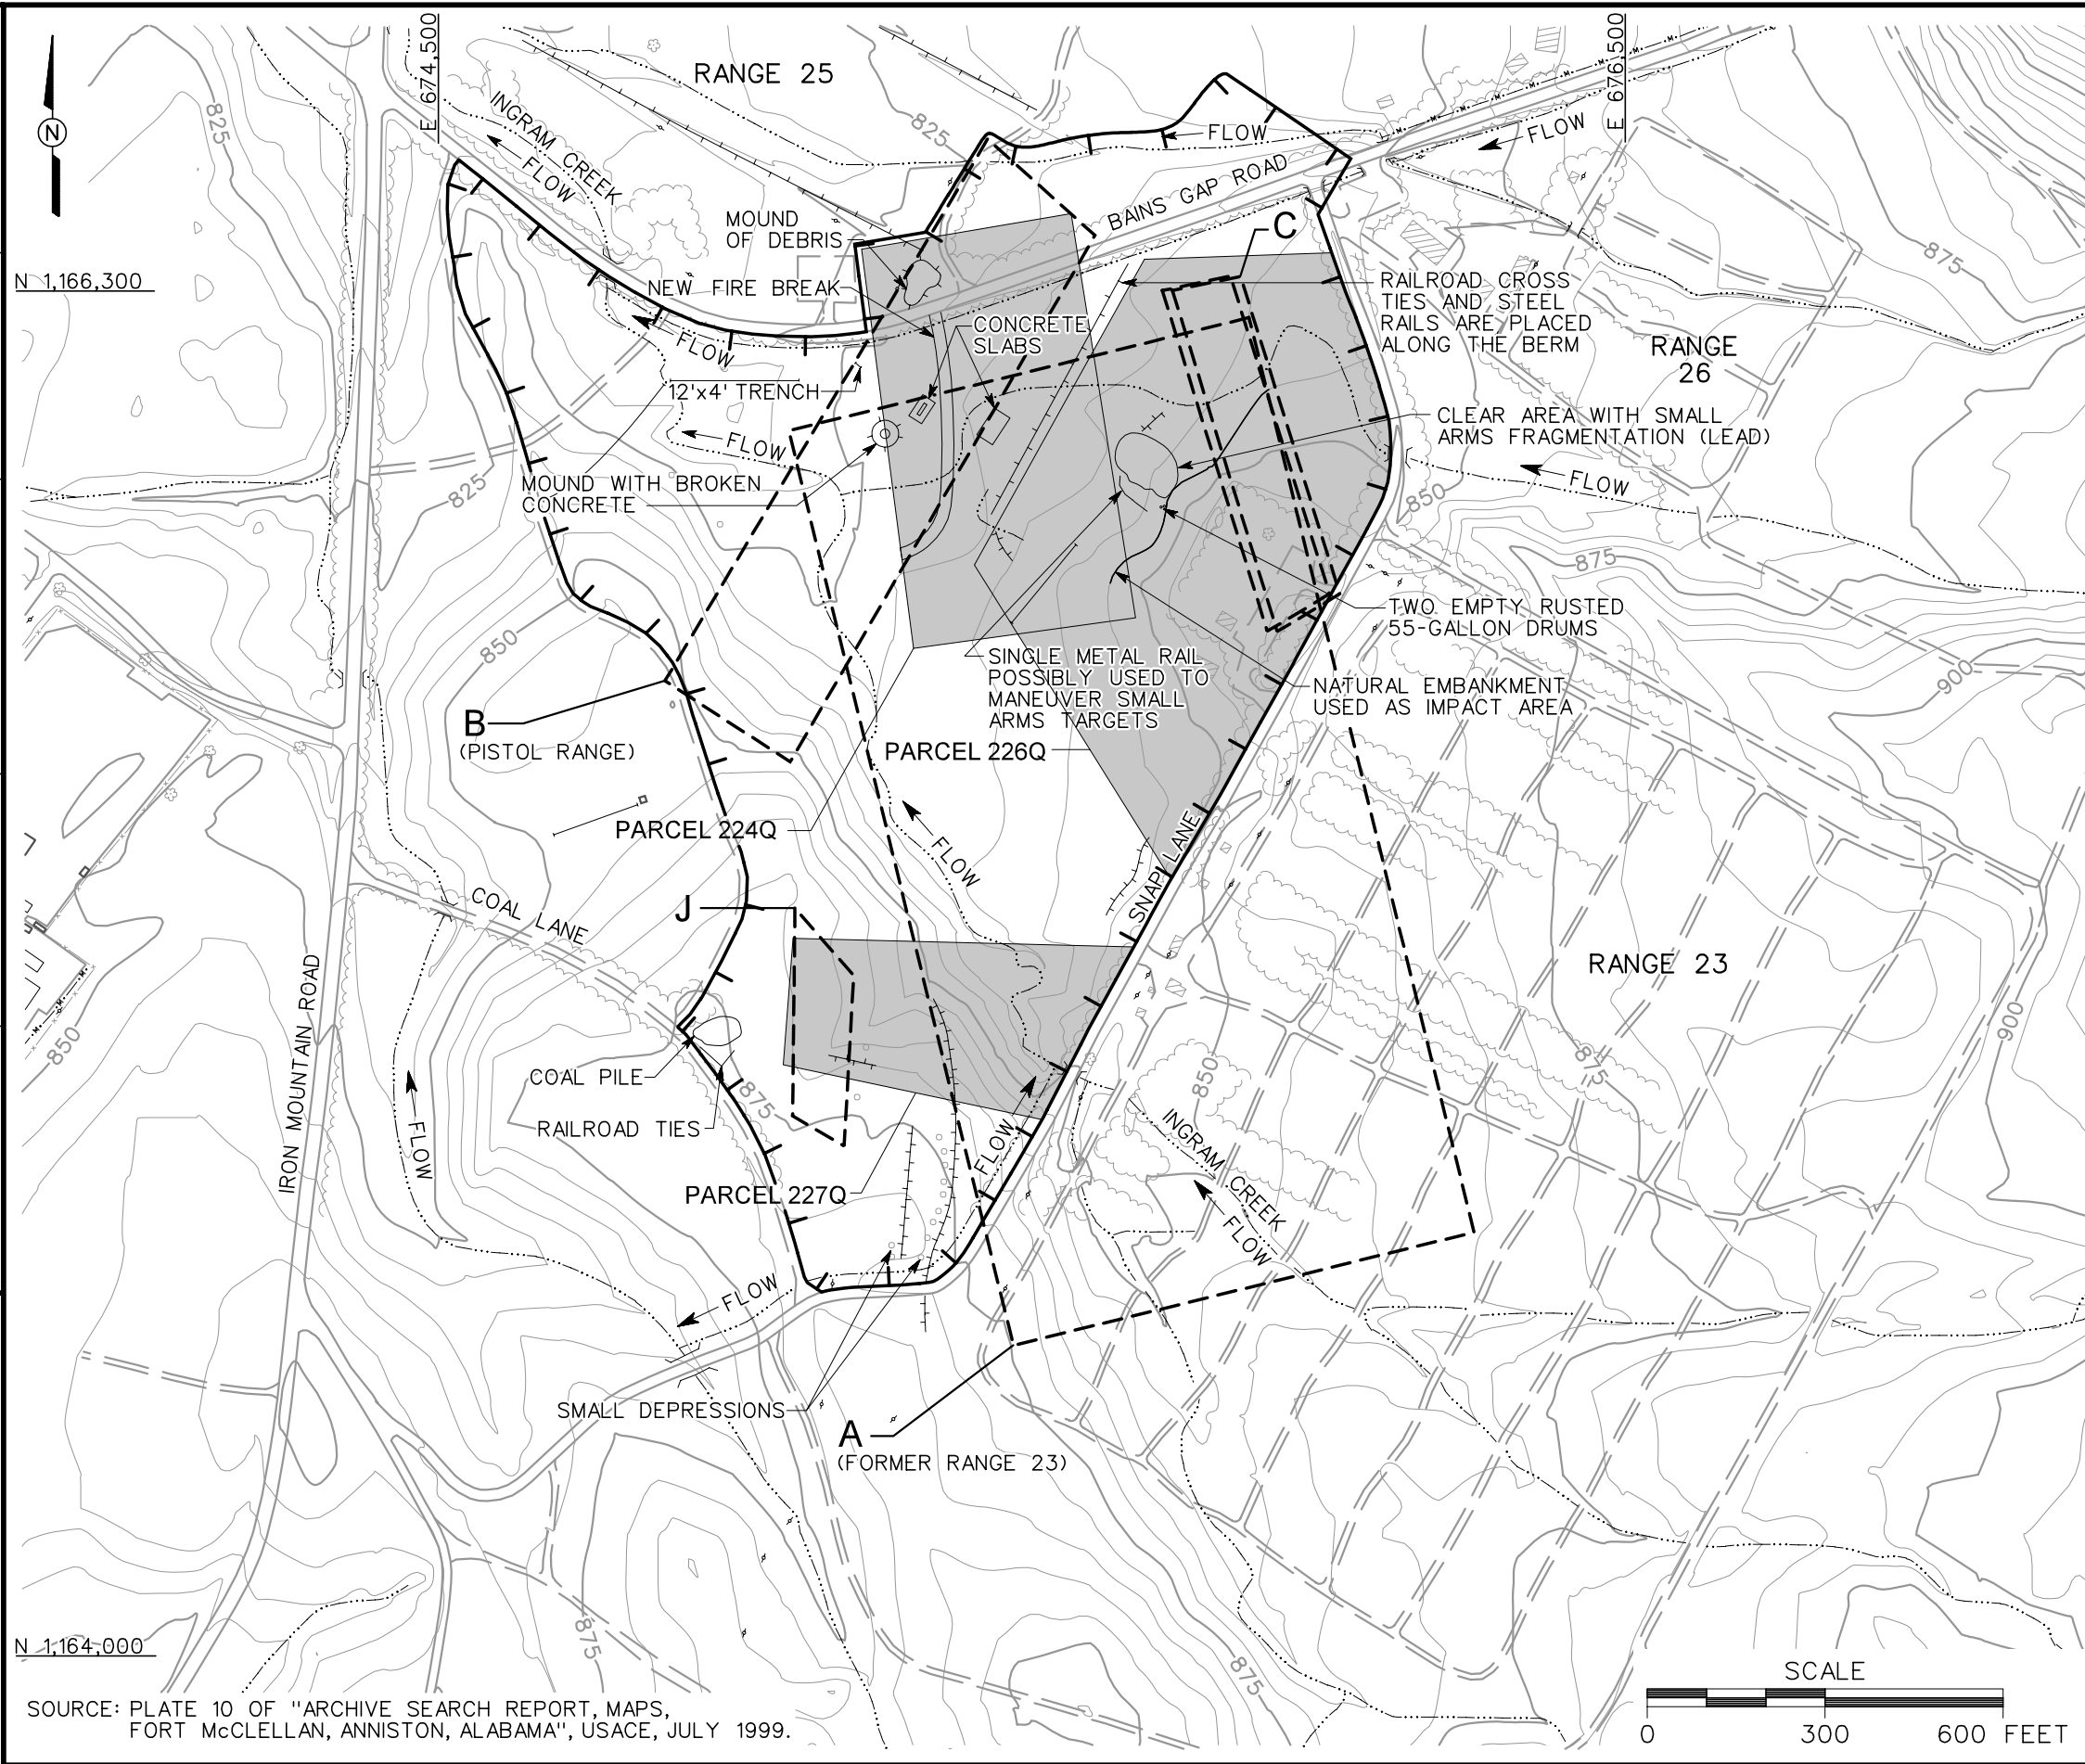 E 674,500
E 676,500
RANGE 25
825
INGRAM CREEK
FLOW
825
FLOW
FLOW
BAINS GAP ROAD
MOUND
OF DEBRIS
C
875
N 1,166,300
NEW FIRE BREAK
RAILROAD CROSS
TIES AND STEEL
RAILS ARE PLACED
ALONG THE BERM
CONCRETE
SLABS
FLOW
RANGE
26
12'x4' TRENCH
CLEAR AREA WITH SMALL
ARMS FRAGMENTATION (LEAD)
FLOW
825
MOUND WITH BROKEN
CONCRETE
FLOW
850
875
TWO EMPTY RUSTED
55-GALLON DRUMS
850
SINGLE METAL RAIL
POSSIBLY USED TO
MANEUVER SMALL
ARMS TARGETS
NATURAL EMBANKMENT
USED AS IMPACT AREA
900
B
(PISTOL RANGE)
PARCEL 226Q
PARCEL 224Q
FLOW
SNAP LANE
COAL LANE
J
RANGE 23
IRON MOUNTAIN ROAD
850
900
COAL PILE
875
850
875
RAILROAD TIES
FLOW
FLOW
INGRAM CREEK
FLOW
PARCEL 227Q
FLOW
SMALL DEPRESSIONS
A
(FORMER RANGE 23)
875
875
N 1,164,000
SCALE
0 300 600 FEET
SOURCE: PLATE 10 OF "ARCHIVE SEARCH REPORT, MAPS,
FORT McCLELLAN, ANNISTON, ALABAMA", USACE, JULY 1999.
N